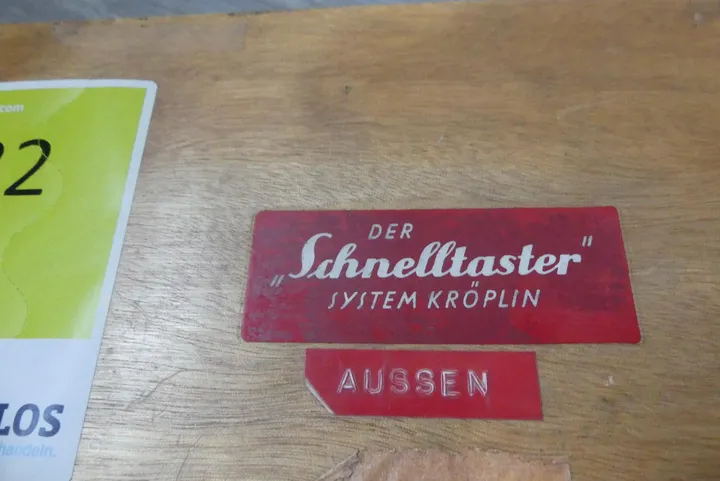 .com
22
LOS
handeln.
DER
„Schnelltaster"
SYSTEM KRÖPLIN
AUSSEN